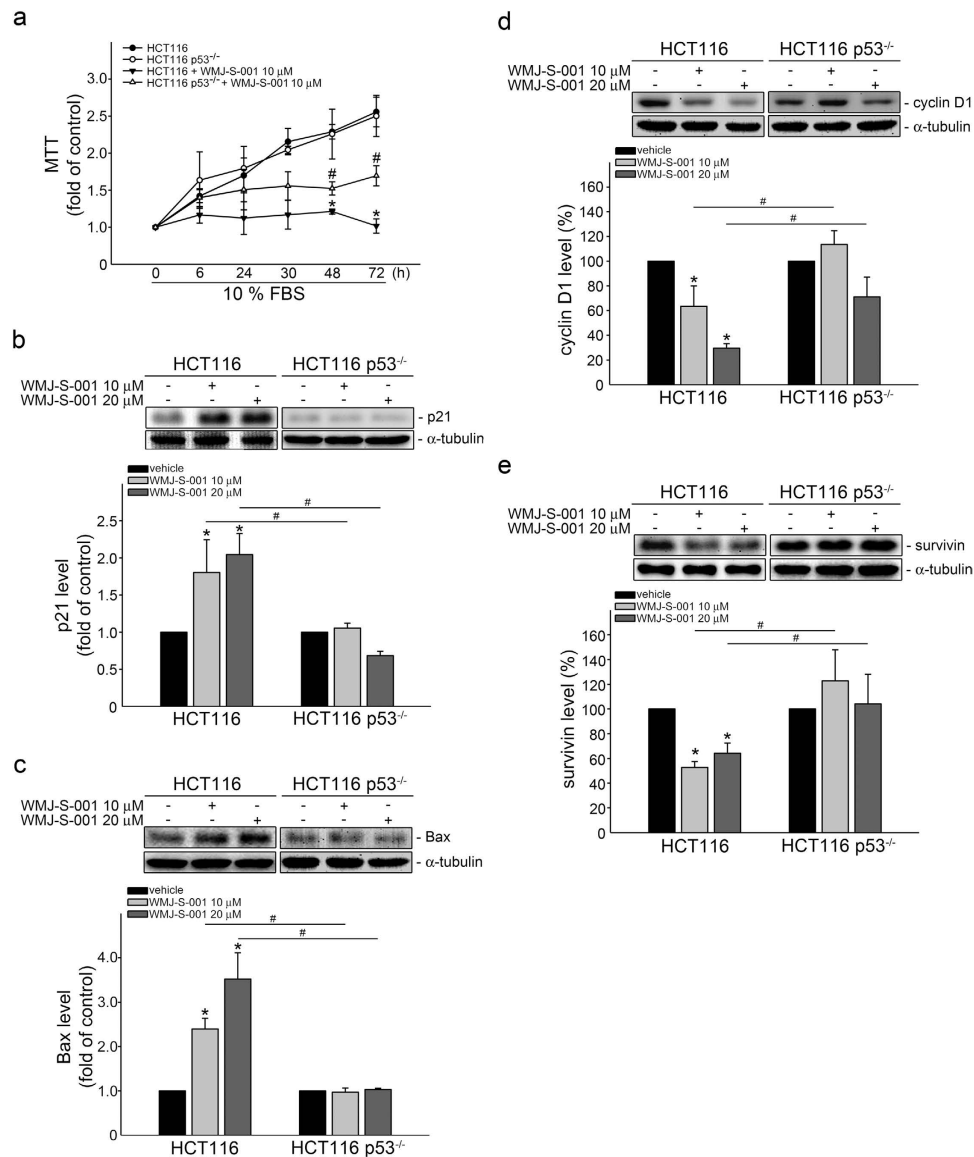 a
HCT116
HCT116 p53-/-
HCT116 + WMJ-S-001 10 μM
HCT116 p53-/- + WMJ-S-001 10 μM
MTT
(fold of control)
3.0
2.5
2.0
1.5
1.0
0
# #
* *
0 6 24 30 48 72 (h)
10 % FBS
b
HCT116 HCT116 p53-/-
WMJ-S-001 10 μM - + - - + -
WMJ-S-001 20 μM - - + - - +
- p21
- α-tubulin
vehicle
WMJ-S-001 10 μM
WMJ-S-001 20 μM
p21 level
(fold of control)
2.5
2.0
1.5
1.0
0.5
0
#
#
* *
HCT116 HCT116 p53-/-
c
HCT116 HCT116 p53-/-
WMJ-S-001 10 μM - + - - + -
WMJ-S-001 20 μM - - + - - +
- Bax
- α-tubulin
vehicle
WMJ-S-001 10 μM
WMJ-S-001 20 μM
Bax level
(fold of control)
4.0
3.0
2.0
1.0
0
#
#
* *
HCT116 HCT116 p53-/-
d
HCT116 HCT116 p53-/-
WMJ-S-001 10 μM - + - - + -
WMJ-S-001 20 μM - - + - - +
- cyclin D1
- α-tubulin
vehicle
WMJ-S-001 10 μM
WMJ-S-001 20 μM
cyclin D1 level (%)
160
140
120
100
80
60
40
20
0
#
#
* *
HCT116 HCT116 p53-/-
e
HCT116 HCT116 p53-/-
WMJ-S-001 10 μM - + - - + -
WMJ-S-001 20 μM - - + - - +
- survivin
- α-tubulin
vehicle
WMJ-S-001 10 μM
WMJ-S-001 20 μM
survivin level (%)
160
140
120
100
80
60
40
20
0
#
#
* *
HCT116 HCT116 p53-/-